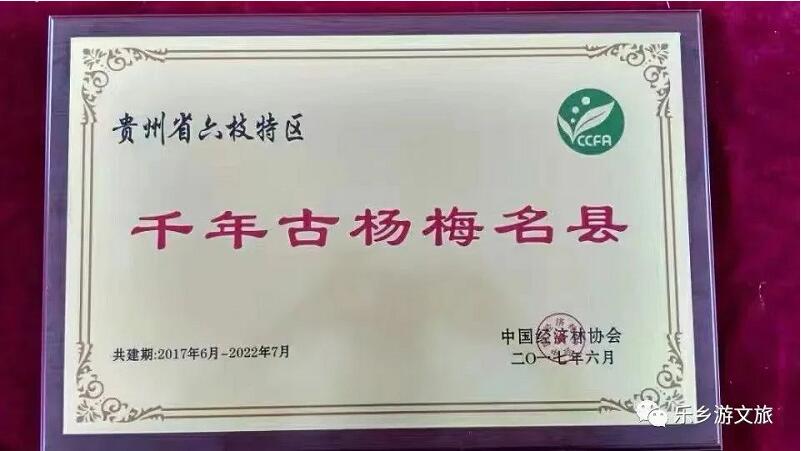 贵州省六枝特区
CCFA
千年古杨梅名县
共建期:2017年6月-2022年7月
中国经济林协会
二〇一七年六月
乐乡游文旅